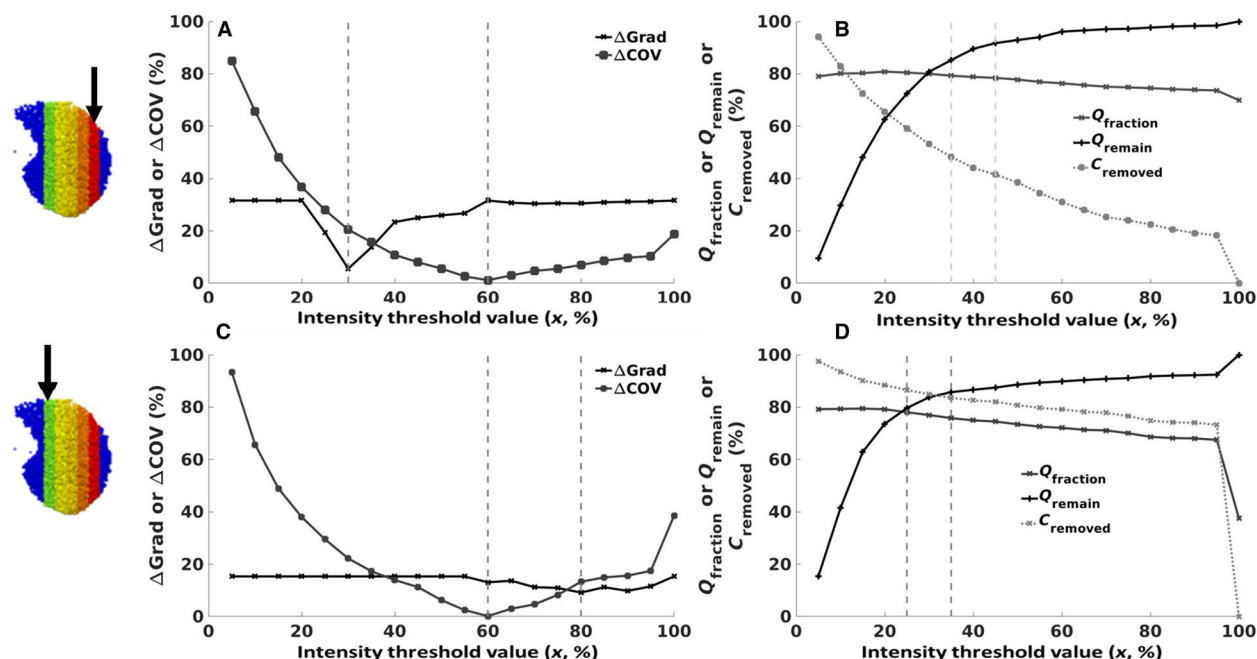 A
ΔGrad or ΔCOV (%)
100
80
60
40
20
0
ΔGrad
ΔCOV
0 20 40 60 80 100
Intensity threshold value (x, %)
B
Qfraction or Qremain or
Cremoved (%)
100
80
60
40
20
0
Qfraction
Qremain
Cremoved
0 20 40 60 80 100
Intensity threshold value (x, %)
C
ΔGrad or ΔCOV (%)
100
80
60
40
20
0
ΔGrad
ΔCOV
0 20 40 60 80 100
Intensity threshold value (x, %)
D
Qfraction or Qremain or
Cremoved (%)
100
80
60
40
20
0
Qfraction
Qremain
Cremoved
0 20 40 60 80 100
Intensity threshold value (x, %)